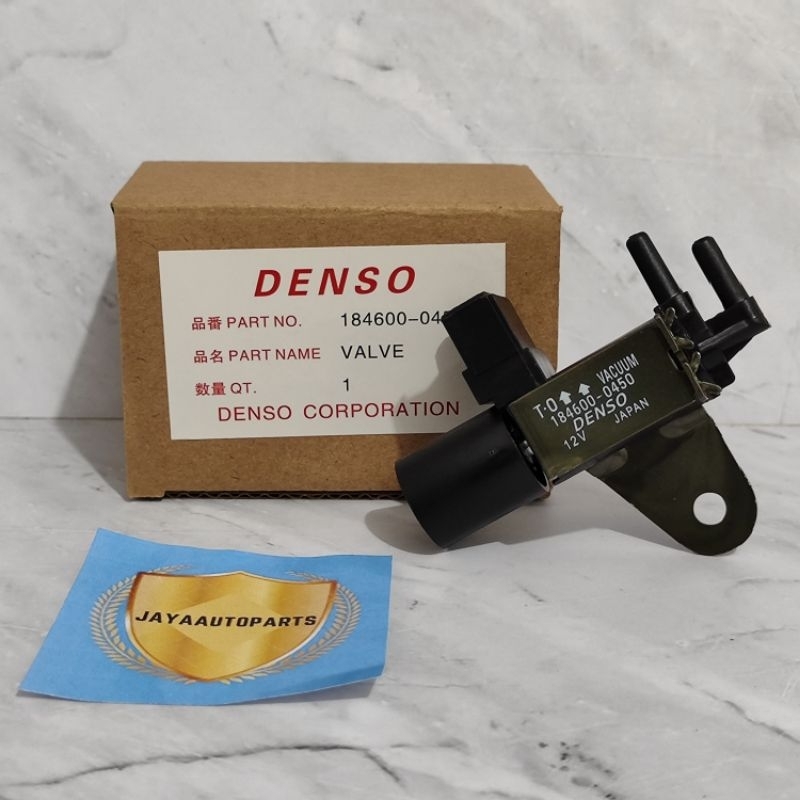 DENSO
品番 PART NO. 184600-04
品名 PART NAME VALVE
数量 QT. 1
DENSO CORPORATION
T·O VACUUM
184600-0450
DENSO
12V JAPAN
JAYAAUTOPARTS